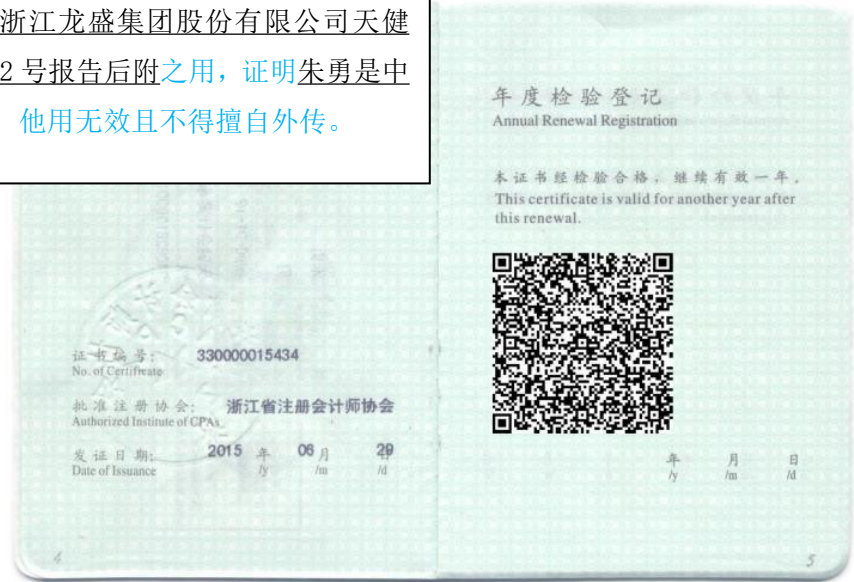 浙江龙盛集团股份有限公司天健
2 号报告后附之用，证明朱勇是中
他用无效且不得擅自外传。
证书编号: 330000015434
No. of Certificate
批准注册协会: 浙江省注册会计师协会
Authorized Institute of CPAs
发证日期: 2015 年 06 月 29 日
Date of Issuance /y /m /d
4
年度检验登记
Annual Renewal Registration
本证书经检验合格，继续有效一年。
This certificate is valid for another year after
this renewal.
年 月 日
/y /m /d
5